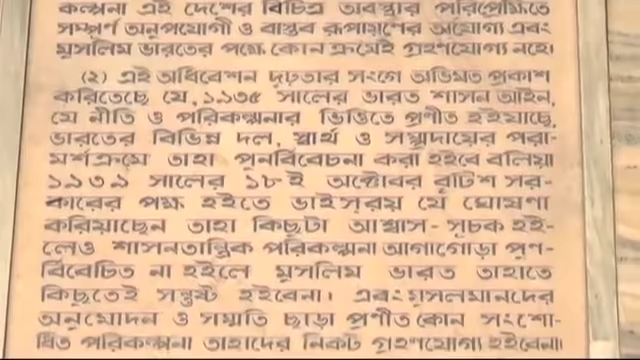 কল্পনা এই দেশের বিচিত্র অবস্থার পরিপ্রেক্ষিতে
সম্পূর্ণ অনুপযোগী ও বাস্তব রূপায়ণের অযোগ্য এবং
মুসলিম ভারতের পক্ষে কোন ক্রমেই গ্রহণযোগ্য নহে।
(২) এই অধিবেশন দৃঢ়তার সংগে অভিমত প্রকাশ
করিতেছে যে, ১৯৩৫ সালের ভারত শাসন আইন,
যে নীতি ও পরিকল্পনার ভিত্তিতে প্রণীত হইয়াছে,
ভারতের বিভিন্ন দল, স্বার্থ ও সম্প্রদায়ের পরা-
মর্শক্রমে তাহা পুনর্বিবেচনা করা হইবে বলিয়া
১৯৩৯ সালের ১৮ই অক্টোবর বৃটিশ সর-
কারের পক্ষ হইতে ভাইসরয় যে ঘোষণা
করিয়াছেন তাহা কিছুটা আশ্বাস-সূচক হই-
লেও শাসনতান্ত্রিক পরিকল্পনা আগাগোড়া পুণ-
র্বিবেচিত না হইলে মুসলিম ভারত তাহাতে
কিছুতেই সন্তুষ্ট হইবেনা। এবং মুসলমানদের
অনুমোদন ও সম্মতি ছাড়া প্রণীত কোন সংশো-
ধিত পরিকল্পনা তাহাদের নিকট গ্রহণযোগ্য হইবেনা।